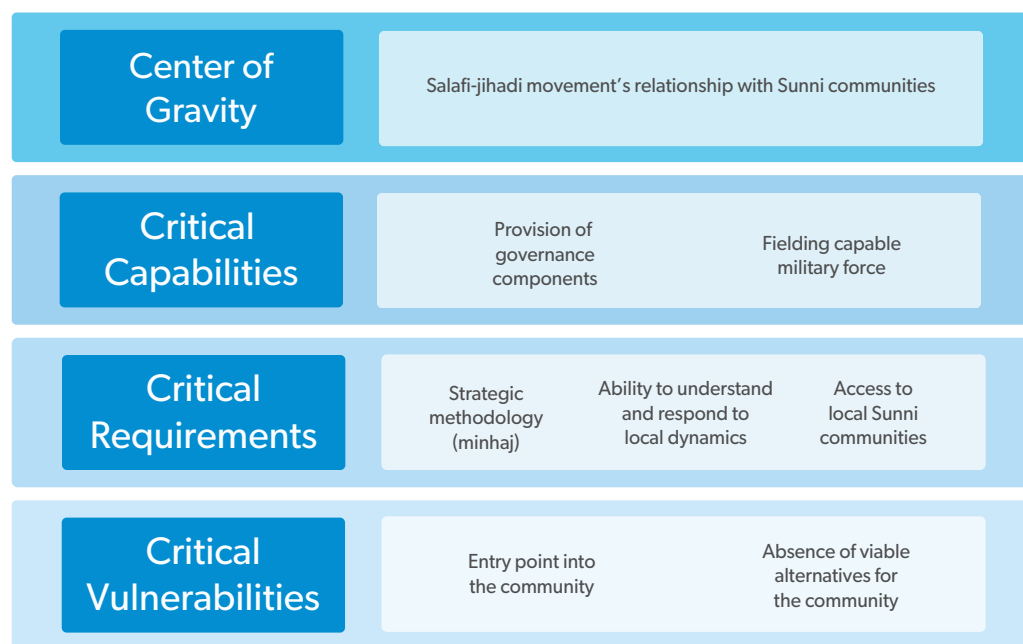 Center of
Gravity
Salafi-jihadi movement’s relationship with Sunni communities
Critical
Capabilities
Provision of
governance
components
Fielding capable
military force
Critical
Requirements
Strategic
methodology
(minhaj)
Ability to understand
and respond to
local dynamics
Access to
local Sunni
communities
Critical
Vulnerabilities
Entry point into
the community
Absence of viable
alternatives for
the community